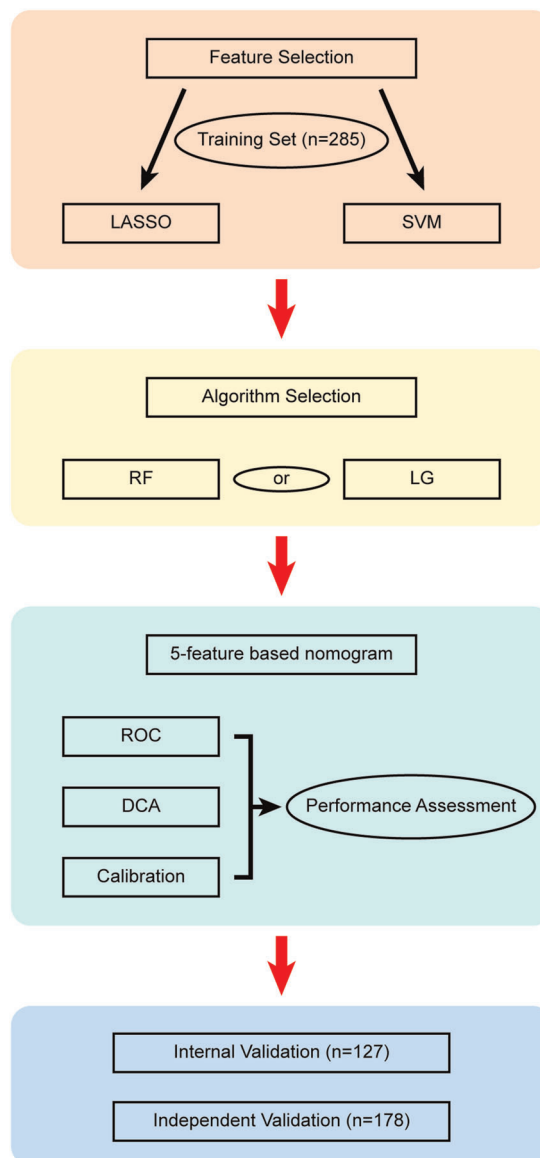 Feature Selection
Training Set (n=285)
LASSO
SVM
Algorithm Selection
RF
or
LG
5-feature based nomogram
ROC
DCA
Performance Assessment
Calibration
Internal Validation (n=127)
Independent Validation (n=178)